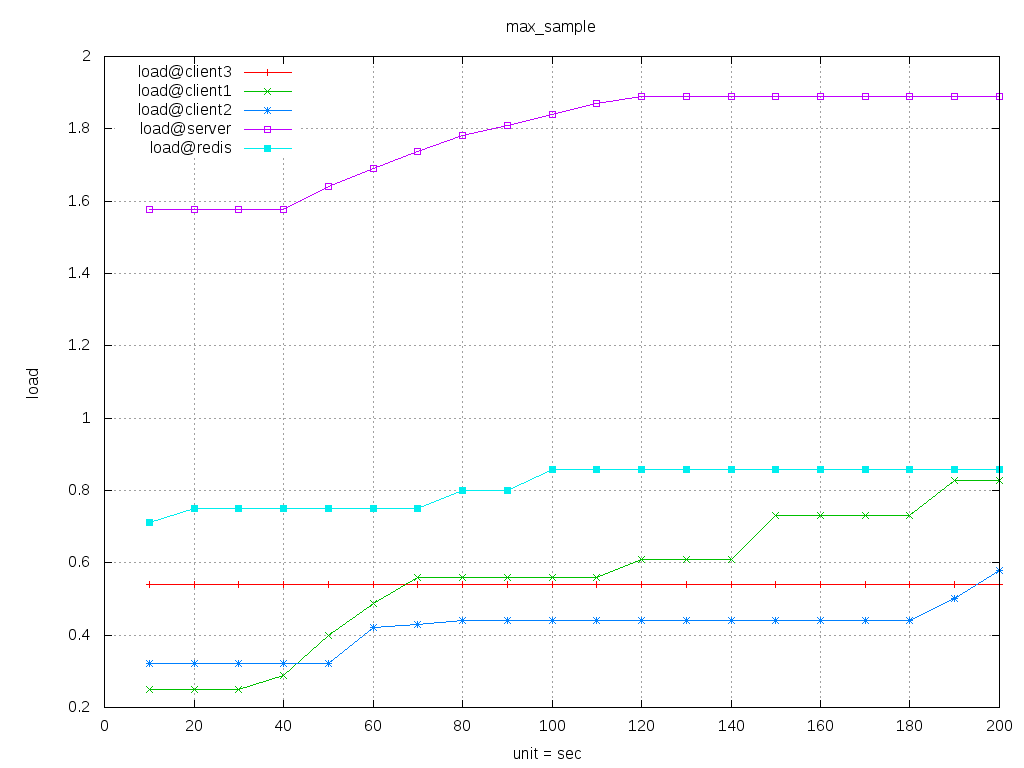 max_sample
2
load@client3
load@client1
load@client2
1.8
load@server
load@redis
1.6
1.4
1.2
load
1
0.8
0.6
0.4
0.2
0 20 40 60 80 100 120 140 160 180 200
unit = sec